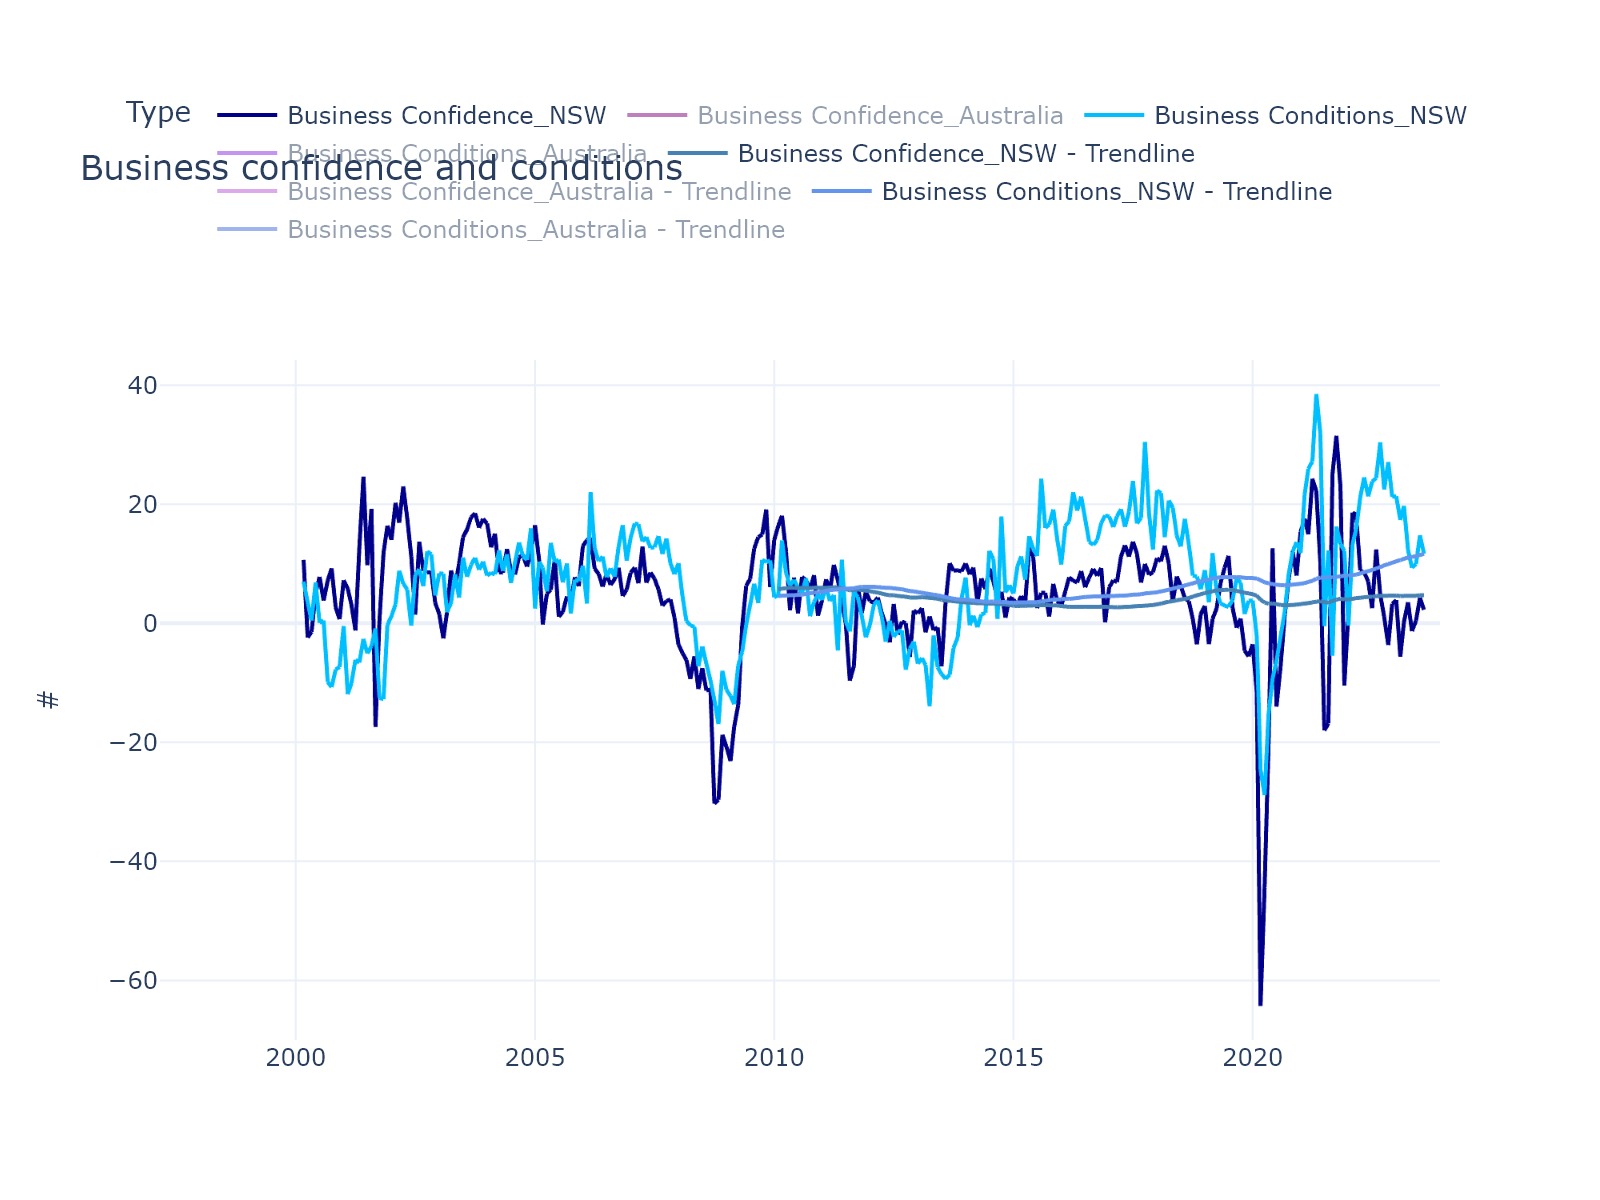 Type Business Confidence_NSW Business Confidence_Australia Business Conditions_NSW
Business Conditions_Australia Business Confidence_NSW - Trendline
Business confidence and conditions
Business Confidence_Australia - Trendline Business Conditions_NSW - Trendline
Business Conditions_Australia - Trendline
40
20
0
−20
−40
−60
#
2000 2005 2010 2015 2020